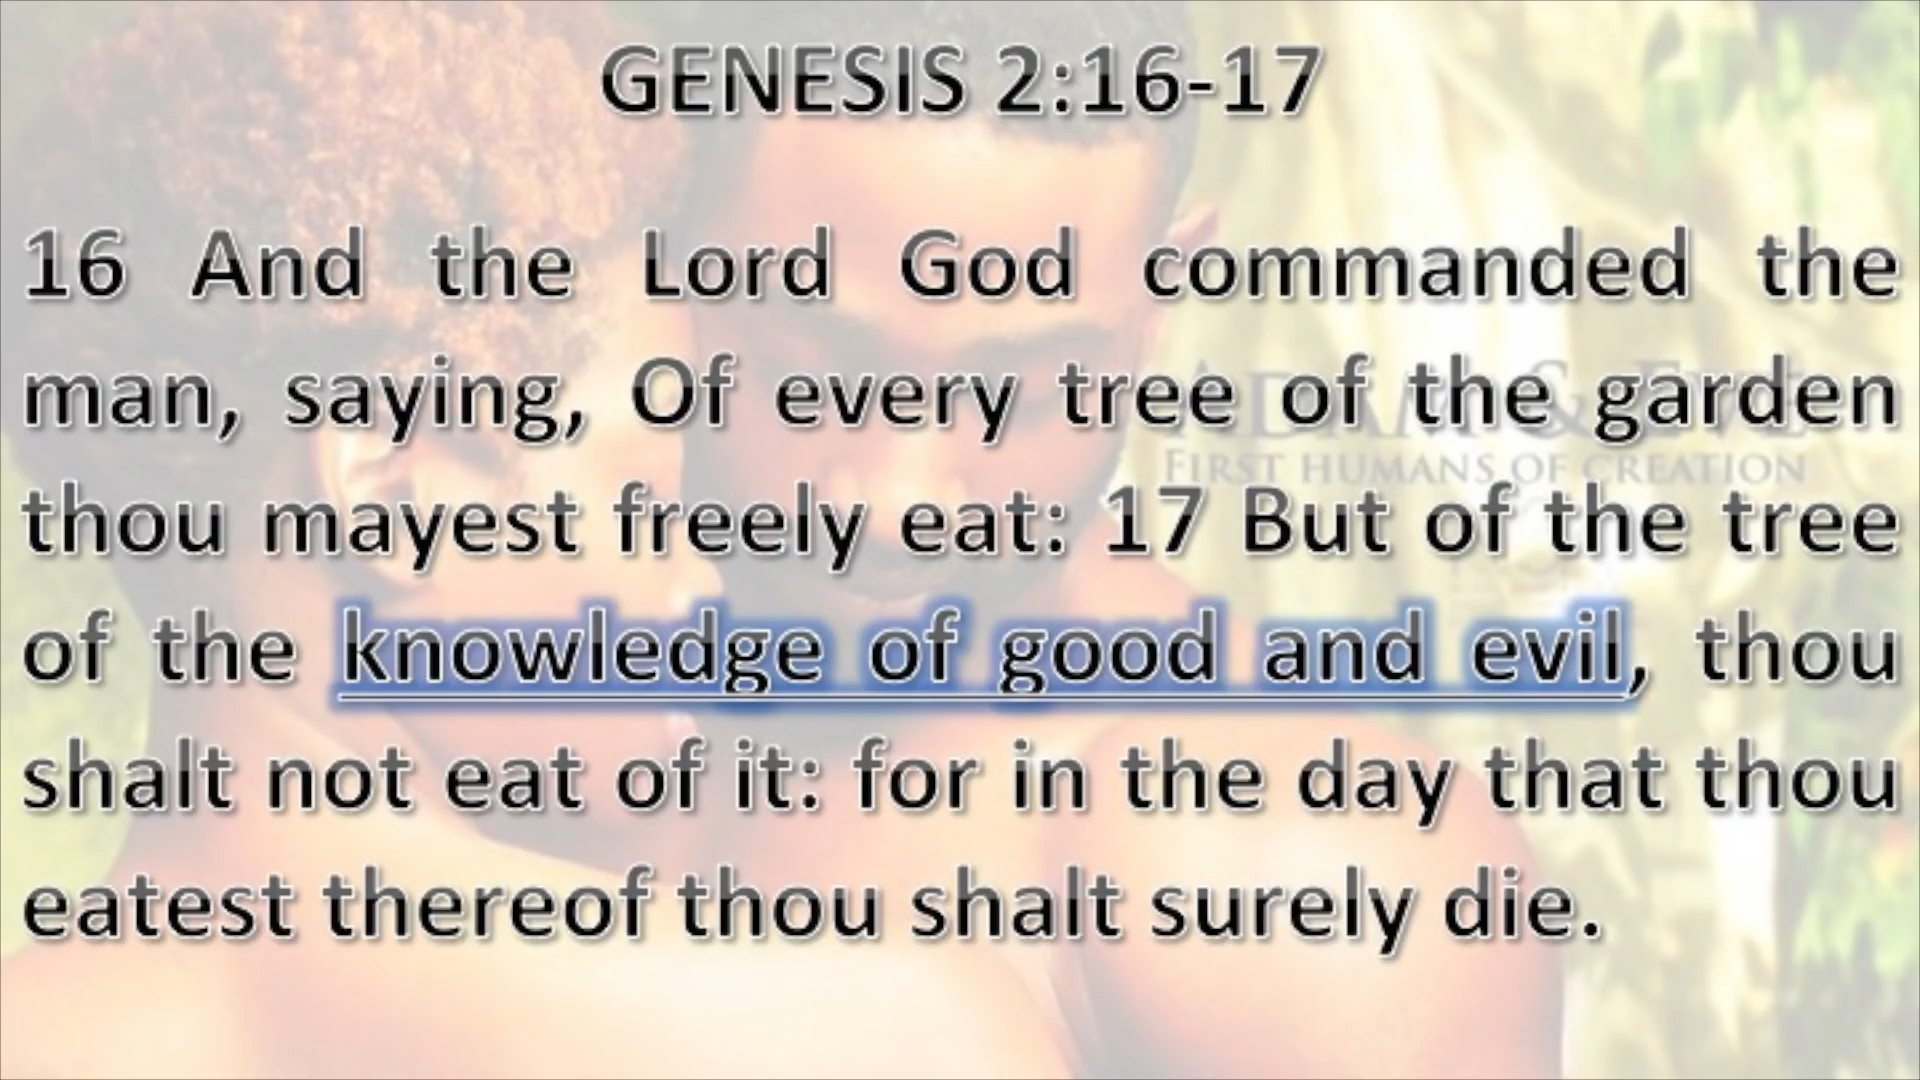 GENESIS 2:16-17
16 And the Lord God commanded the
man, saying, Of every tree of the garden
thou mayest freely eat: 17 But of the tree
of the knowledge of good and evil, thou
shalt not eat of it: for in the day that thou
eatest thereof thou shalt surely die.
ADAM & EVE
FIRST HUMANS OF CREATION